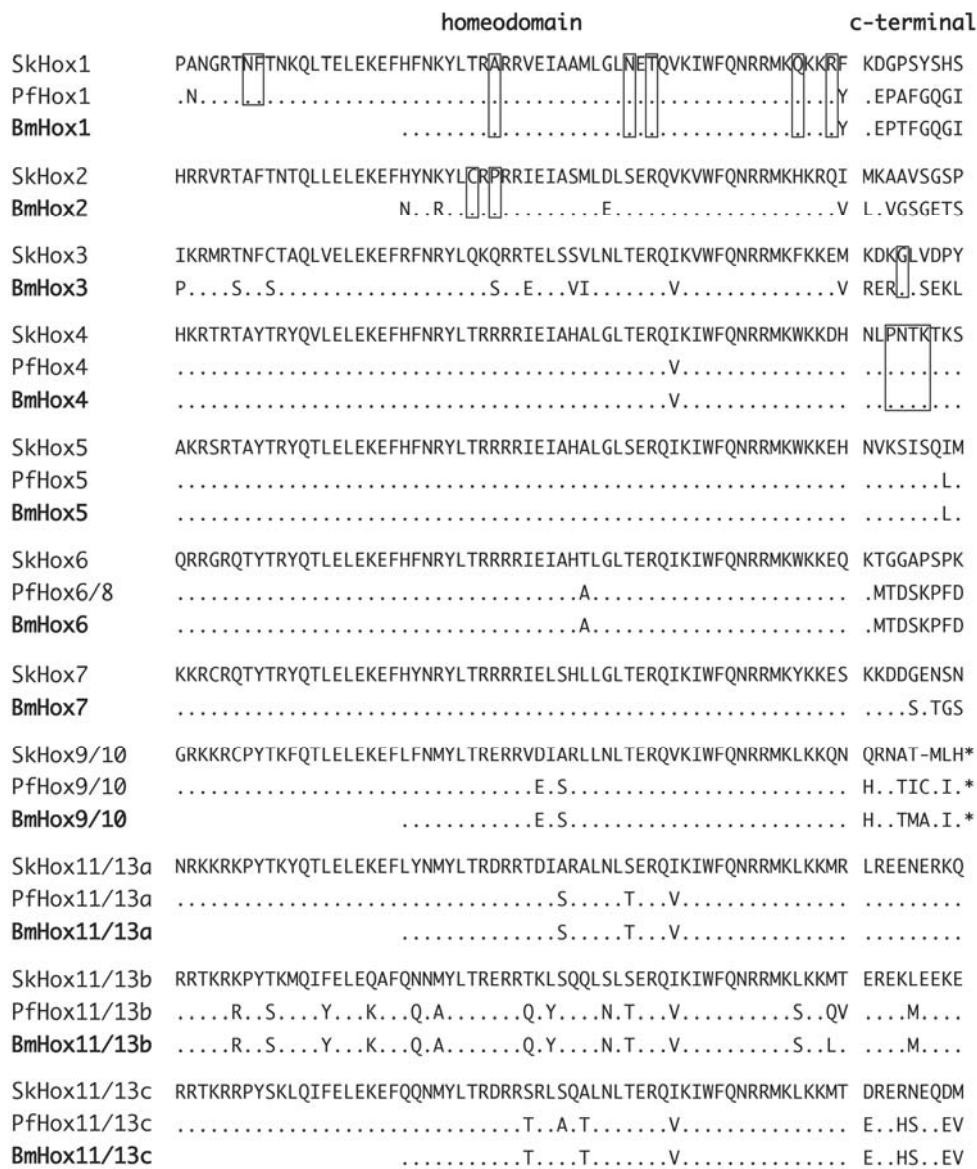 homeodomain c-terminal
SkHox1 PANGRTNFTNKQLTELEKEFHFNKYLTRARRVEIAAMLGLNETQVKIWFQNRRMKQKKRF KDGPSYSHS
PfHox1 .N.........................................................Y .EPAFGQGI
BmHox1 .......................................Y .EPTFGQGI
SkHox2 HRRVRTAFTNTQLLELEKEFHYNKYLCRPRRIEIASMLDLSERQVKVWFQNRRMKHKRQI MKAAVSGSP
BmHox2 N..R..............E....................V L.VGSGETS
SkHox3 IKRMRTNFCTAQLVELEKEFRFNRYLQKQRRTELSSVLNLTERQIKVWFQNRRMKFKKEM KDKGLVDPY
BmHox3 P....S..S...................S..E...VI.......V..............V RER..SEKL
SkHox4 HKRTRTAYTRYQVLELEKEFHFNRYLTRRRRIEIAHALGLTERQIKIWFQNRRMKWKKDH NLPNTKTKS
PfHox4 ............................................V............... .........
BmHox4 ............................................V............... .........
SkHox5 AKRSRTAYTRYQTLELEKEFHFNRYLTRRRRIEIAHALGLSERQIKIWFQNRRMKWKKEH NVKSISQIM
PfHox5 ............................................................ .......L.
BmHox5 ............................................................ .......L.
SkHox6 QRRGRQTYTRYQTLELEKEFHFNRYLTRRRRIEIAHTLGLTERQIKIWFQNRRMKWKKEQ KTGGAPSPK
PfHox6/8 ....................................A....................... .MTDSKPFD
BmHox6 ....................................A....................... .MTDSKPFD
SkHox7 KKRCRQTYTRYQTLELEKEFHYNRYLTRRRRIELSHLLGLTERQIKIWFQNRRMKYKKES KKDDGENSN
BmHox7 ............................................................ ....S.TGS
SkHox9/10 GRKKRCPYTKFQTLELEKEFLFNMYLTRERRVDIARLLNLTERQVKIWFQNRRMKLKKQN QRNAT-MLH*
PfHox9/10 ................................E.S......................... H..TIC.I.*
BmHox9/10 ............E.S......................... H..TMA.I.*
SkHox11/13a NRKKRKPYTKYQTLELEKEFLYNMYLTRDRRTDIARALNLSERQIKIWFQNRRMKLKKMR LREENERKQ
PfHox11/13a ..................................S.....T...V............... .........
BmHox11/13a ..............S.....T...V............... .........
SkHox11/13b RRTKRKPYTKMQIFELEQAFQNNMYLTRERRTKLSQQLSLSERQIKIWFQNRRMKLKKMT EREKLEEKE
PfHox11/13b .....R..S....Y...K...Q.A.......Q.Y....N.T...V..........S..QV ....M....
BmHox11/13b .....R..S....Y...K...Q.A.......Q.Y....N.T...V..........S..L. ....M....
SkHox11/13c RRTKRRPYSKLQIFELEKEFQQNMYLTRDRRSRLSQALNLTERQIKIWFQNRRMKLKKMT DRERNEQDM
PfHox11/13c ...............................T..A.T.......V............... E..HS..EV
BmHox11/13c ...........T....T.......V............... E..HS..EV